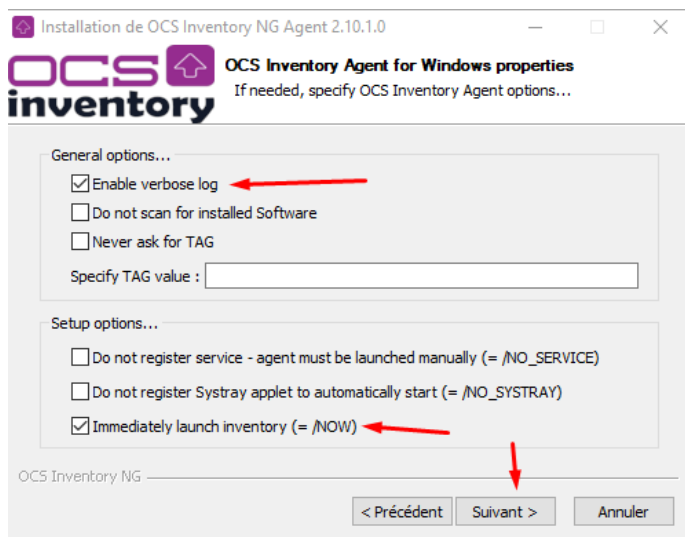 Installation de OCS Inventory NG Agent 2.10.1.0
OCS inventory
OCS Inventory Agent for Windows properties
If needed, specify OCS Inventory Agent options...
General options...
Enable verbose log
Do not scan for installed Software
Never ask for TAG
Specify TAG value :
Setup options...
Do not register service - agent must be launched manually (= /NO_SERVICE)
Do not register Systray applet to automatically start (= /NO_SYSTRAY)
Immediately launch inventory (= /NOW)
OCS Inventory NG
< Précédent Suivant > Annuler